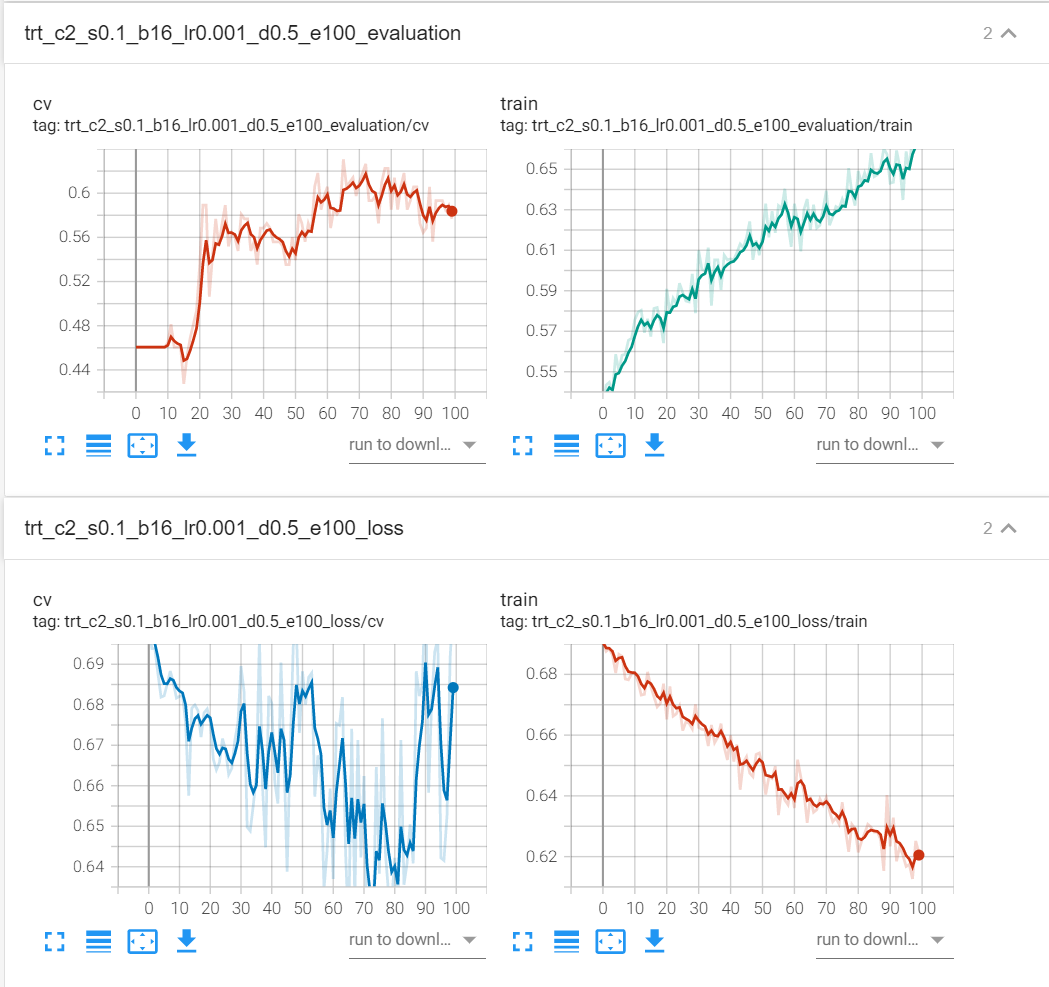 trt_c2_s0.1_b16_lr0.001_d0.5_e100_evaluation 2
cv
tag: trt_c2_s0.1_b16_lr0.001_d0.5_e100_evaluation/cv
0.6
0.56
0.52
0.48
0.44
0 10 20 30 40 50 60 70 80 90 100
run to downl...
train
tag: trt_c2_s0.1_b16_lr0.001_d0.5_e100_evaluation/train
0.65
0.63
0.61
0.59
0.57
0.55
0 10 20 30 40 50 60 70 80 90 100
run to downl...
trt_c2_s0.1_b16_lr0.001_d0.5_e100_loss 2
cv
tag: trt_c2_s0.1_b16_lr0.001_d0.5_e100_loss/cv
0.69
0.68
0.67
0.66
0.65
0.64
0 10 20 30 40 50 60 70 80 90 100
run to downl...
train
tag: trt_c2_s0.1_b16_lr0.001_d0.5_e100_loss/train
0.68
0.66
0.64
0.62
0 10 20 30 40 50 60 70 80 90 100
run to downl...